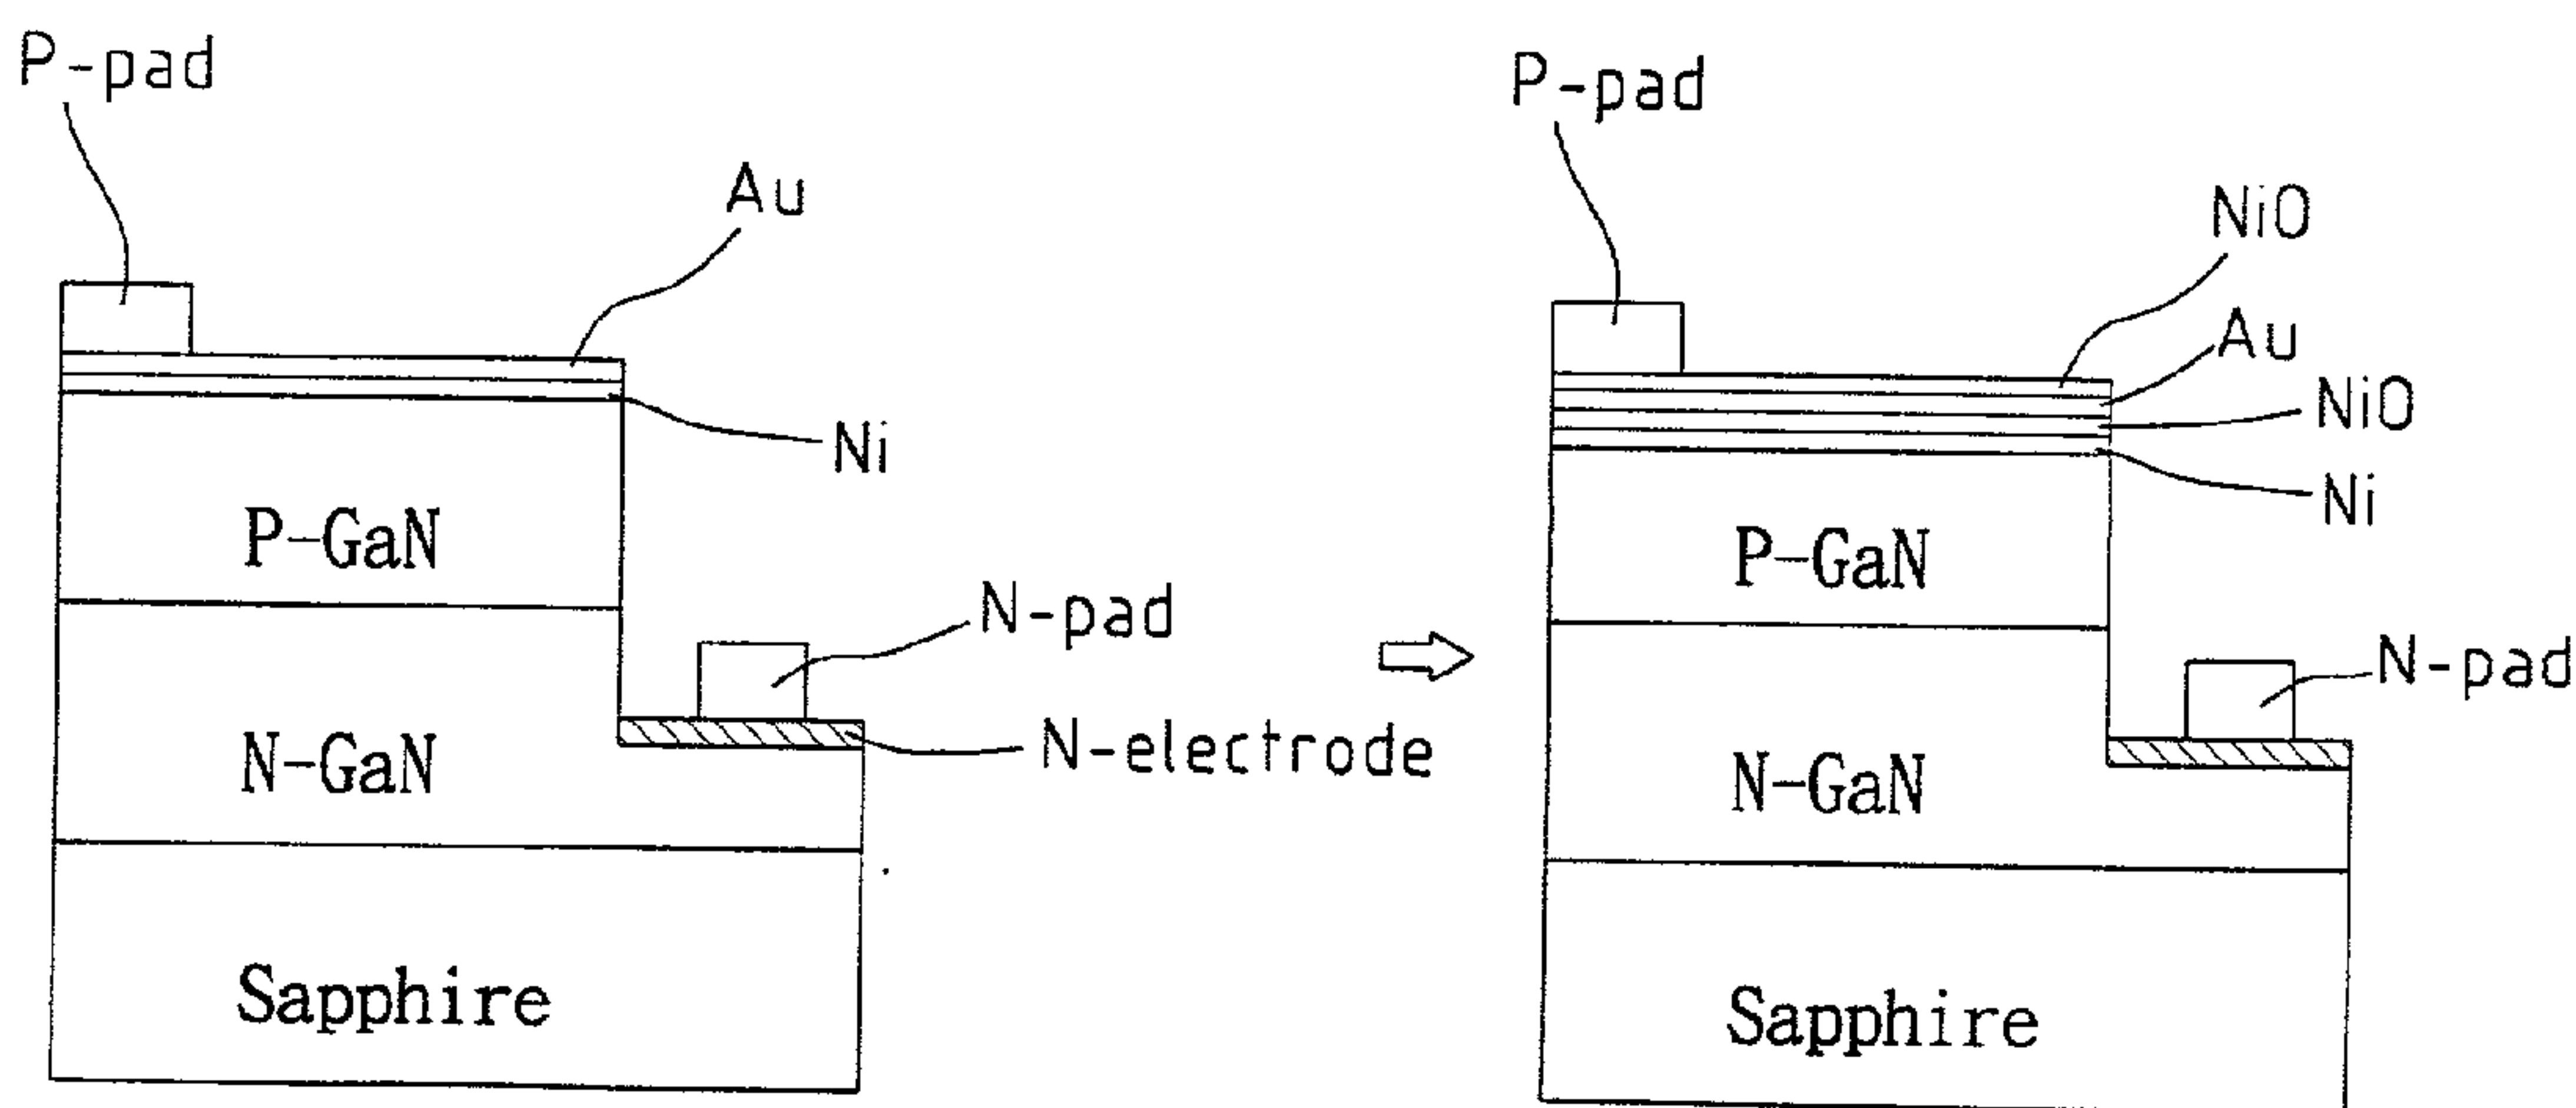 P-pad
Au
Ni
P-GaN
N-pad
N-electrode
N-GaN
Sapphire
P-pad
NiO
Au
NiO
Ni
P-GaN
N-pad
N-GaN
Sapphire